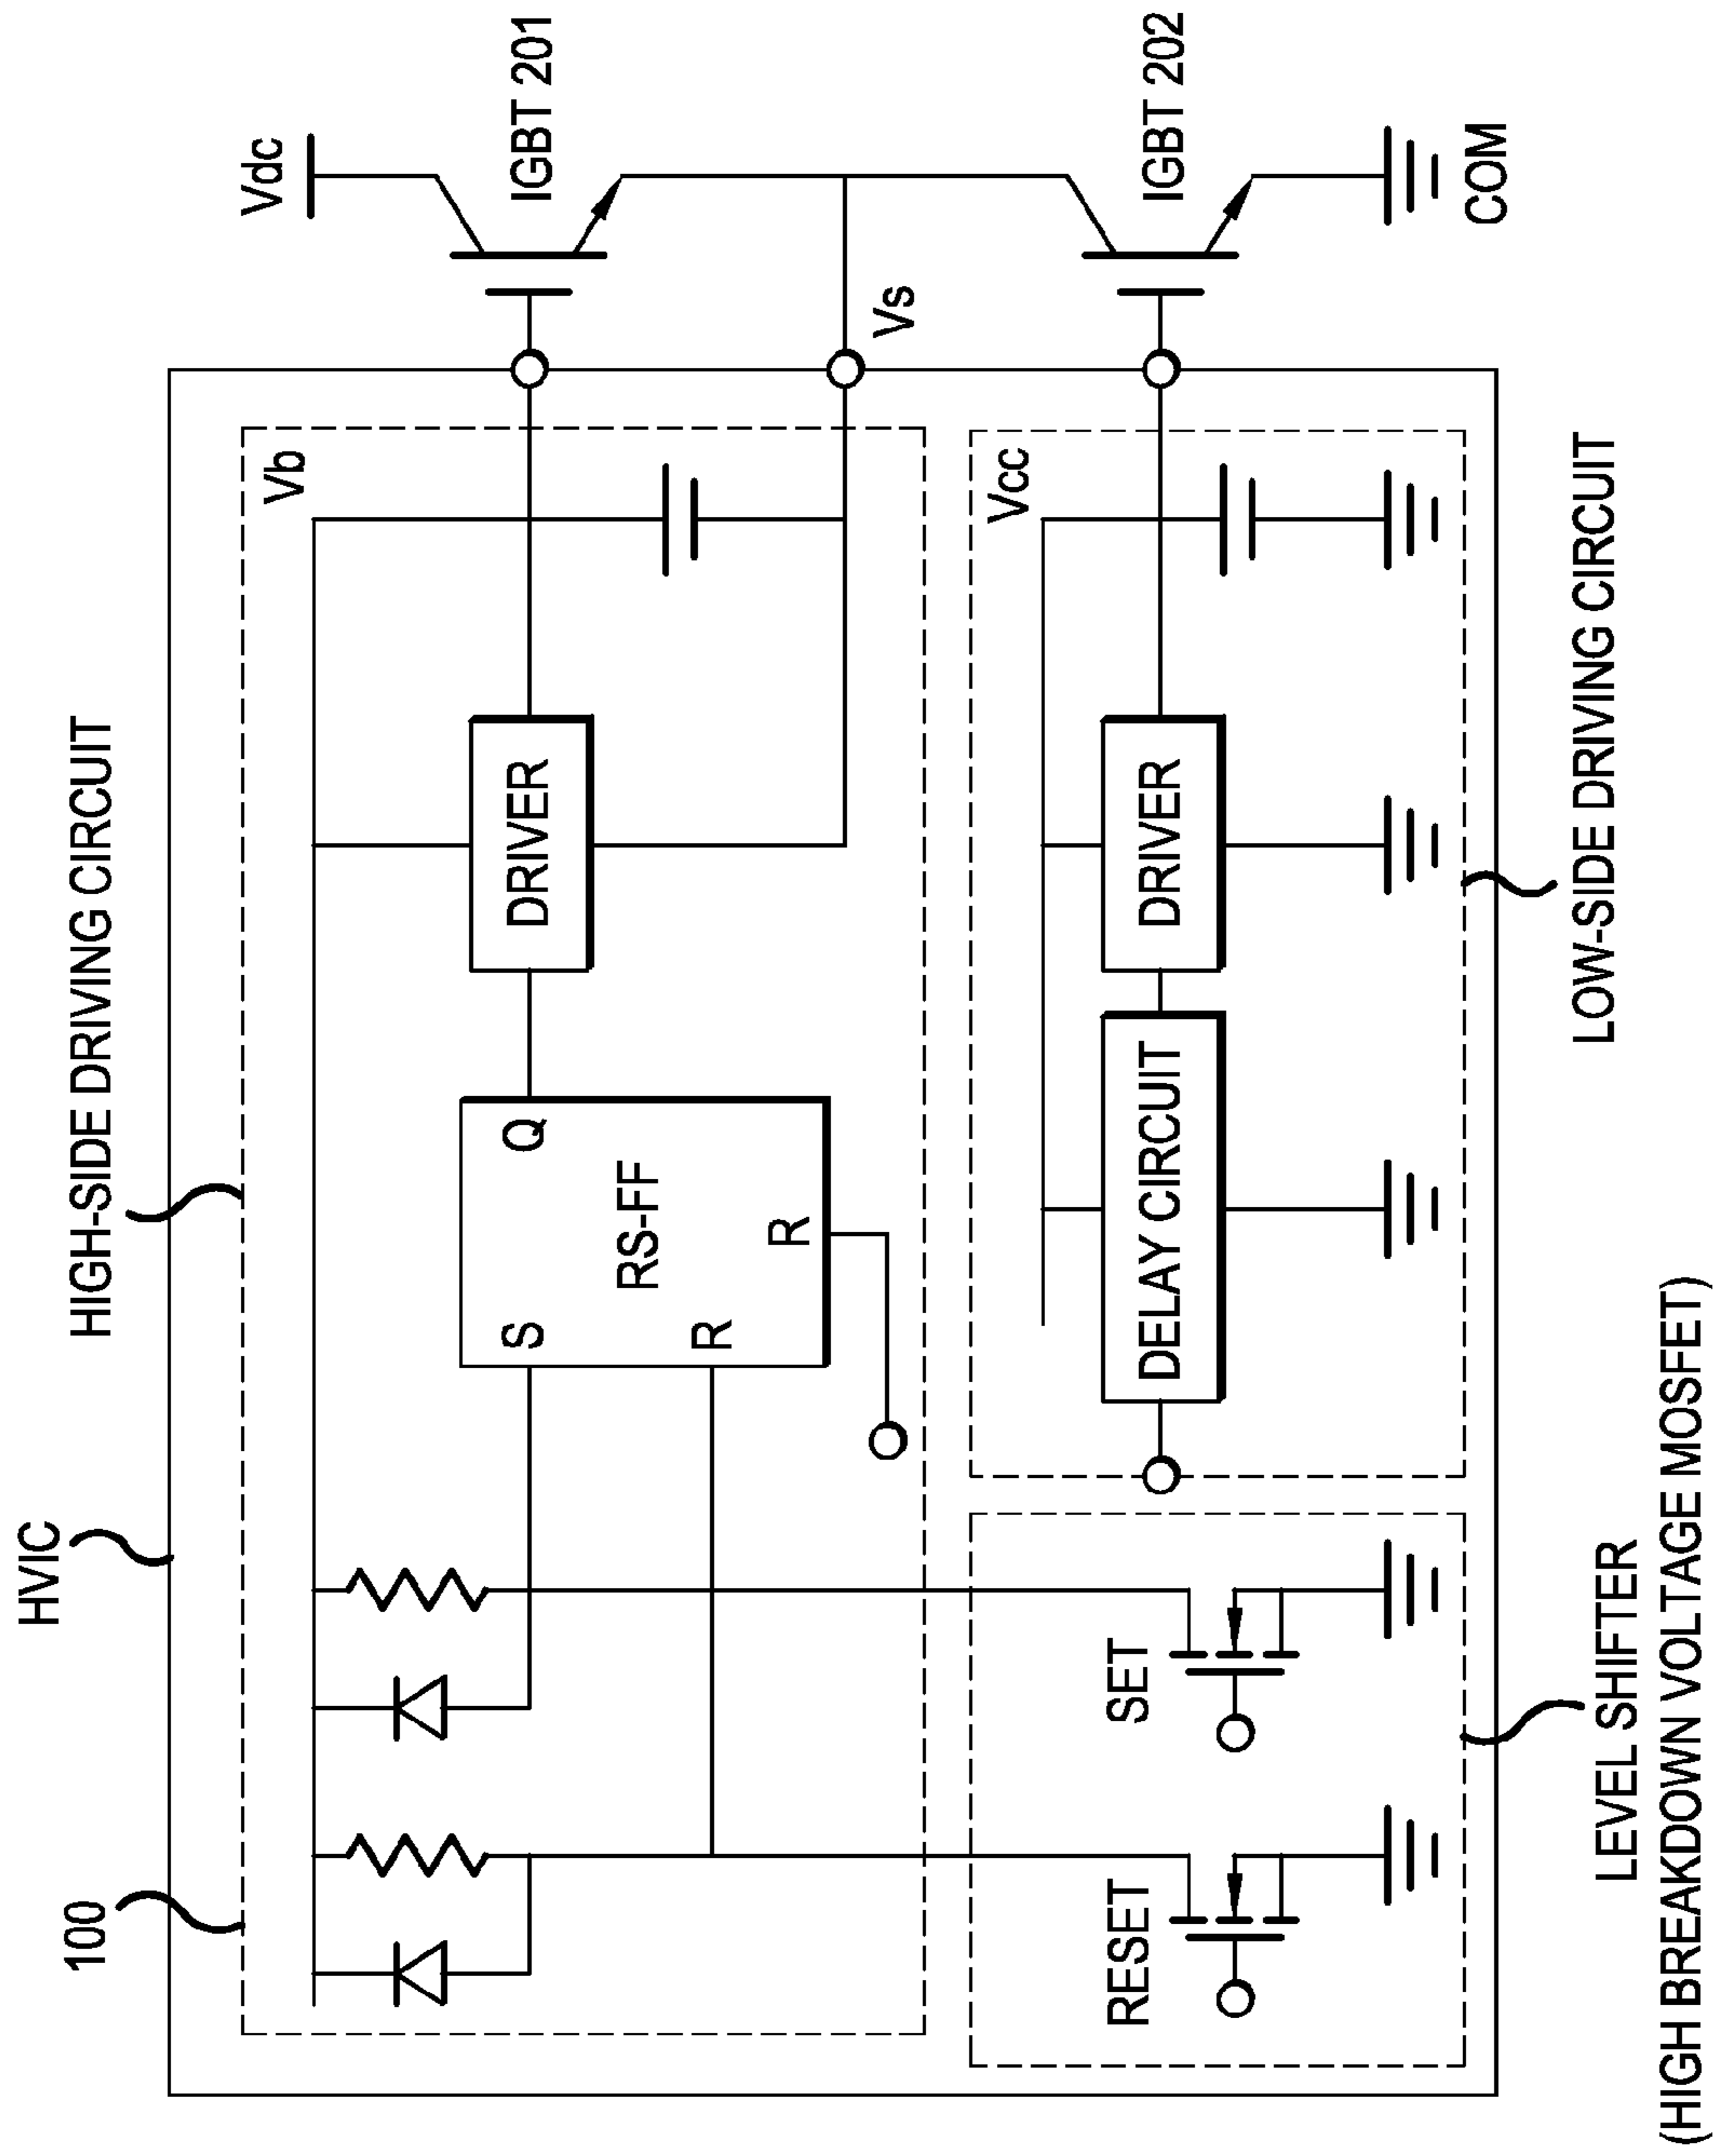 HVIC
100
HIGH-SIDE DRIVING CIRCUIT
Vb
Vdc
IGBT 201
S
Q
DRIVER
RS-FF
R
R
Vs
Vcc
RESET
SET
DELAY CIRCUIT
DRIVER
IGBT 202
COM
LEVEL SHIFTER
(HIGH BREAKDOWN VOLTAGE MOSFET)
LOW-SIDE DRIVING CIRCUIT